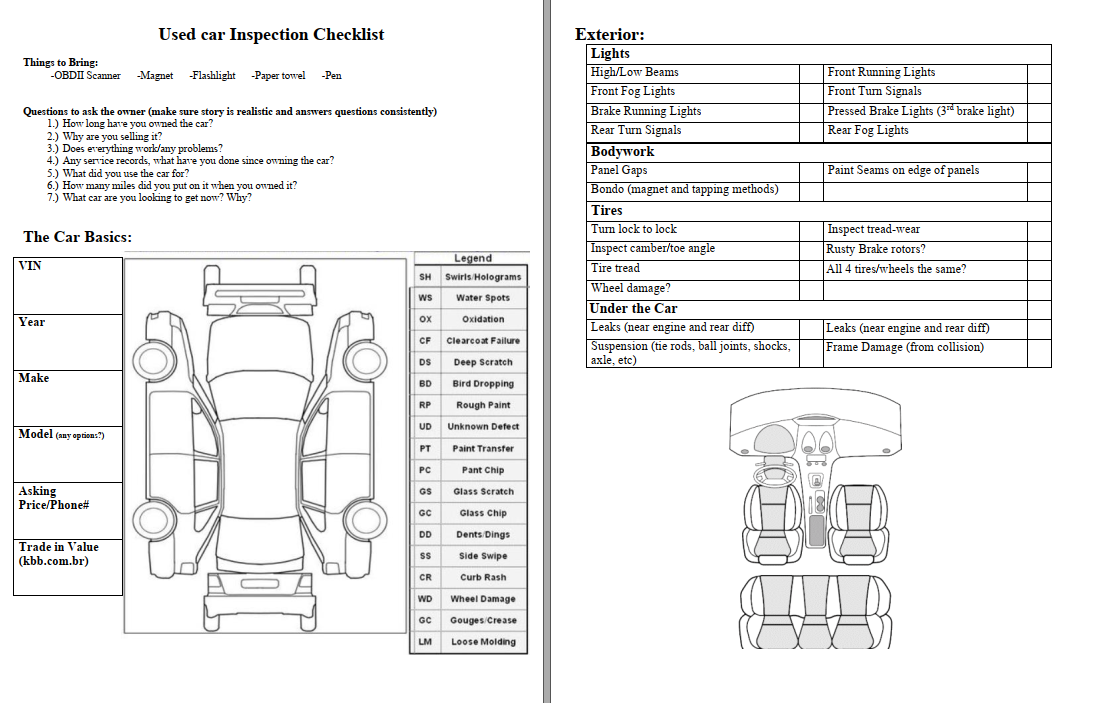 Used car Inspection Checklist
Things to Bring:
-OBDII Scanner -Magnet -Flashlight -Paper towel -Pen
Questions to ask the owner (make sure story is realistic and answers questions consistently)
1.) How long have you owned the car?
2.) Why are you selling it?
3.) Does everything work/any problems?
4.) Any service records, what have you done since owning the car?
5.) What did you use the car for?
6.) How many miles did you put on it when you owned it?
7.) What car are you looking to get now? Why?
The Car Basics:
VIN
Year
Make
Model (any options?)
Asking
Price/Phone#
Trade in Value
(kbb.com.br)
Legend
SH Swirls/Holograms
WS Water Spots
OX Oxidation
CF Clearcoat Failure
DS Deep Scratch
BD Bird Dropping
RP Rough Paint
UD Unknown Defect
PT Paint Transfer
PC Pant Chip
GS Glass Scratch
GC Glass Chip
DD Dents/Dings
SS Side Swipe
CR Curb Rash
WD Wheel Damage
GC Gouges/Crease
LM Loose Molding
Exterior:
Lights
High/Low Beams Front Running Lights
Front Fog Lights Front Turn Signals
Brake Running Lights Pressed Brake Lights (3rd brake light)
Rear Turn Signals Rear Fog Lights
Bodywork
Panel Gaps Paint Seams on edge of panels
Bondo (magnet and tapping methods)
Tires
Turn lock to lock Inspect tread-wear
Inspect camber/toe angle Rusty Brake rotors?
Tire tread All 4 tires/wheels the same?
Wheel damage?
Under the Car
Leaks (near engine and rear diff) Leaks (near engine and rear diff)
Suspension (tie rods, ball joints, shocks, Frame Damage (from collision)
axle, etc)